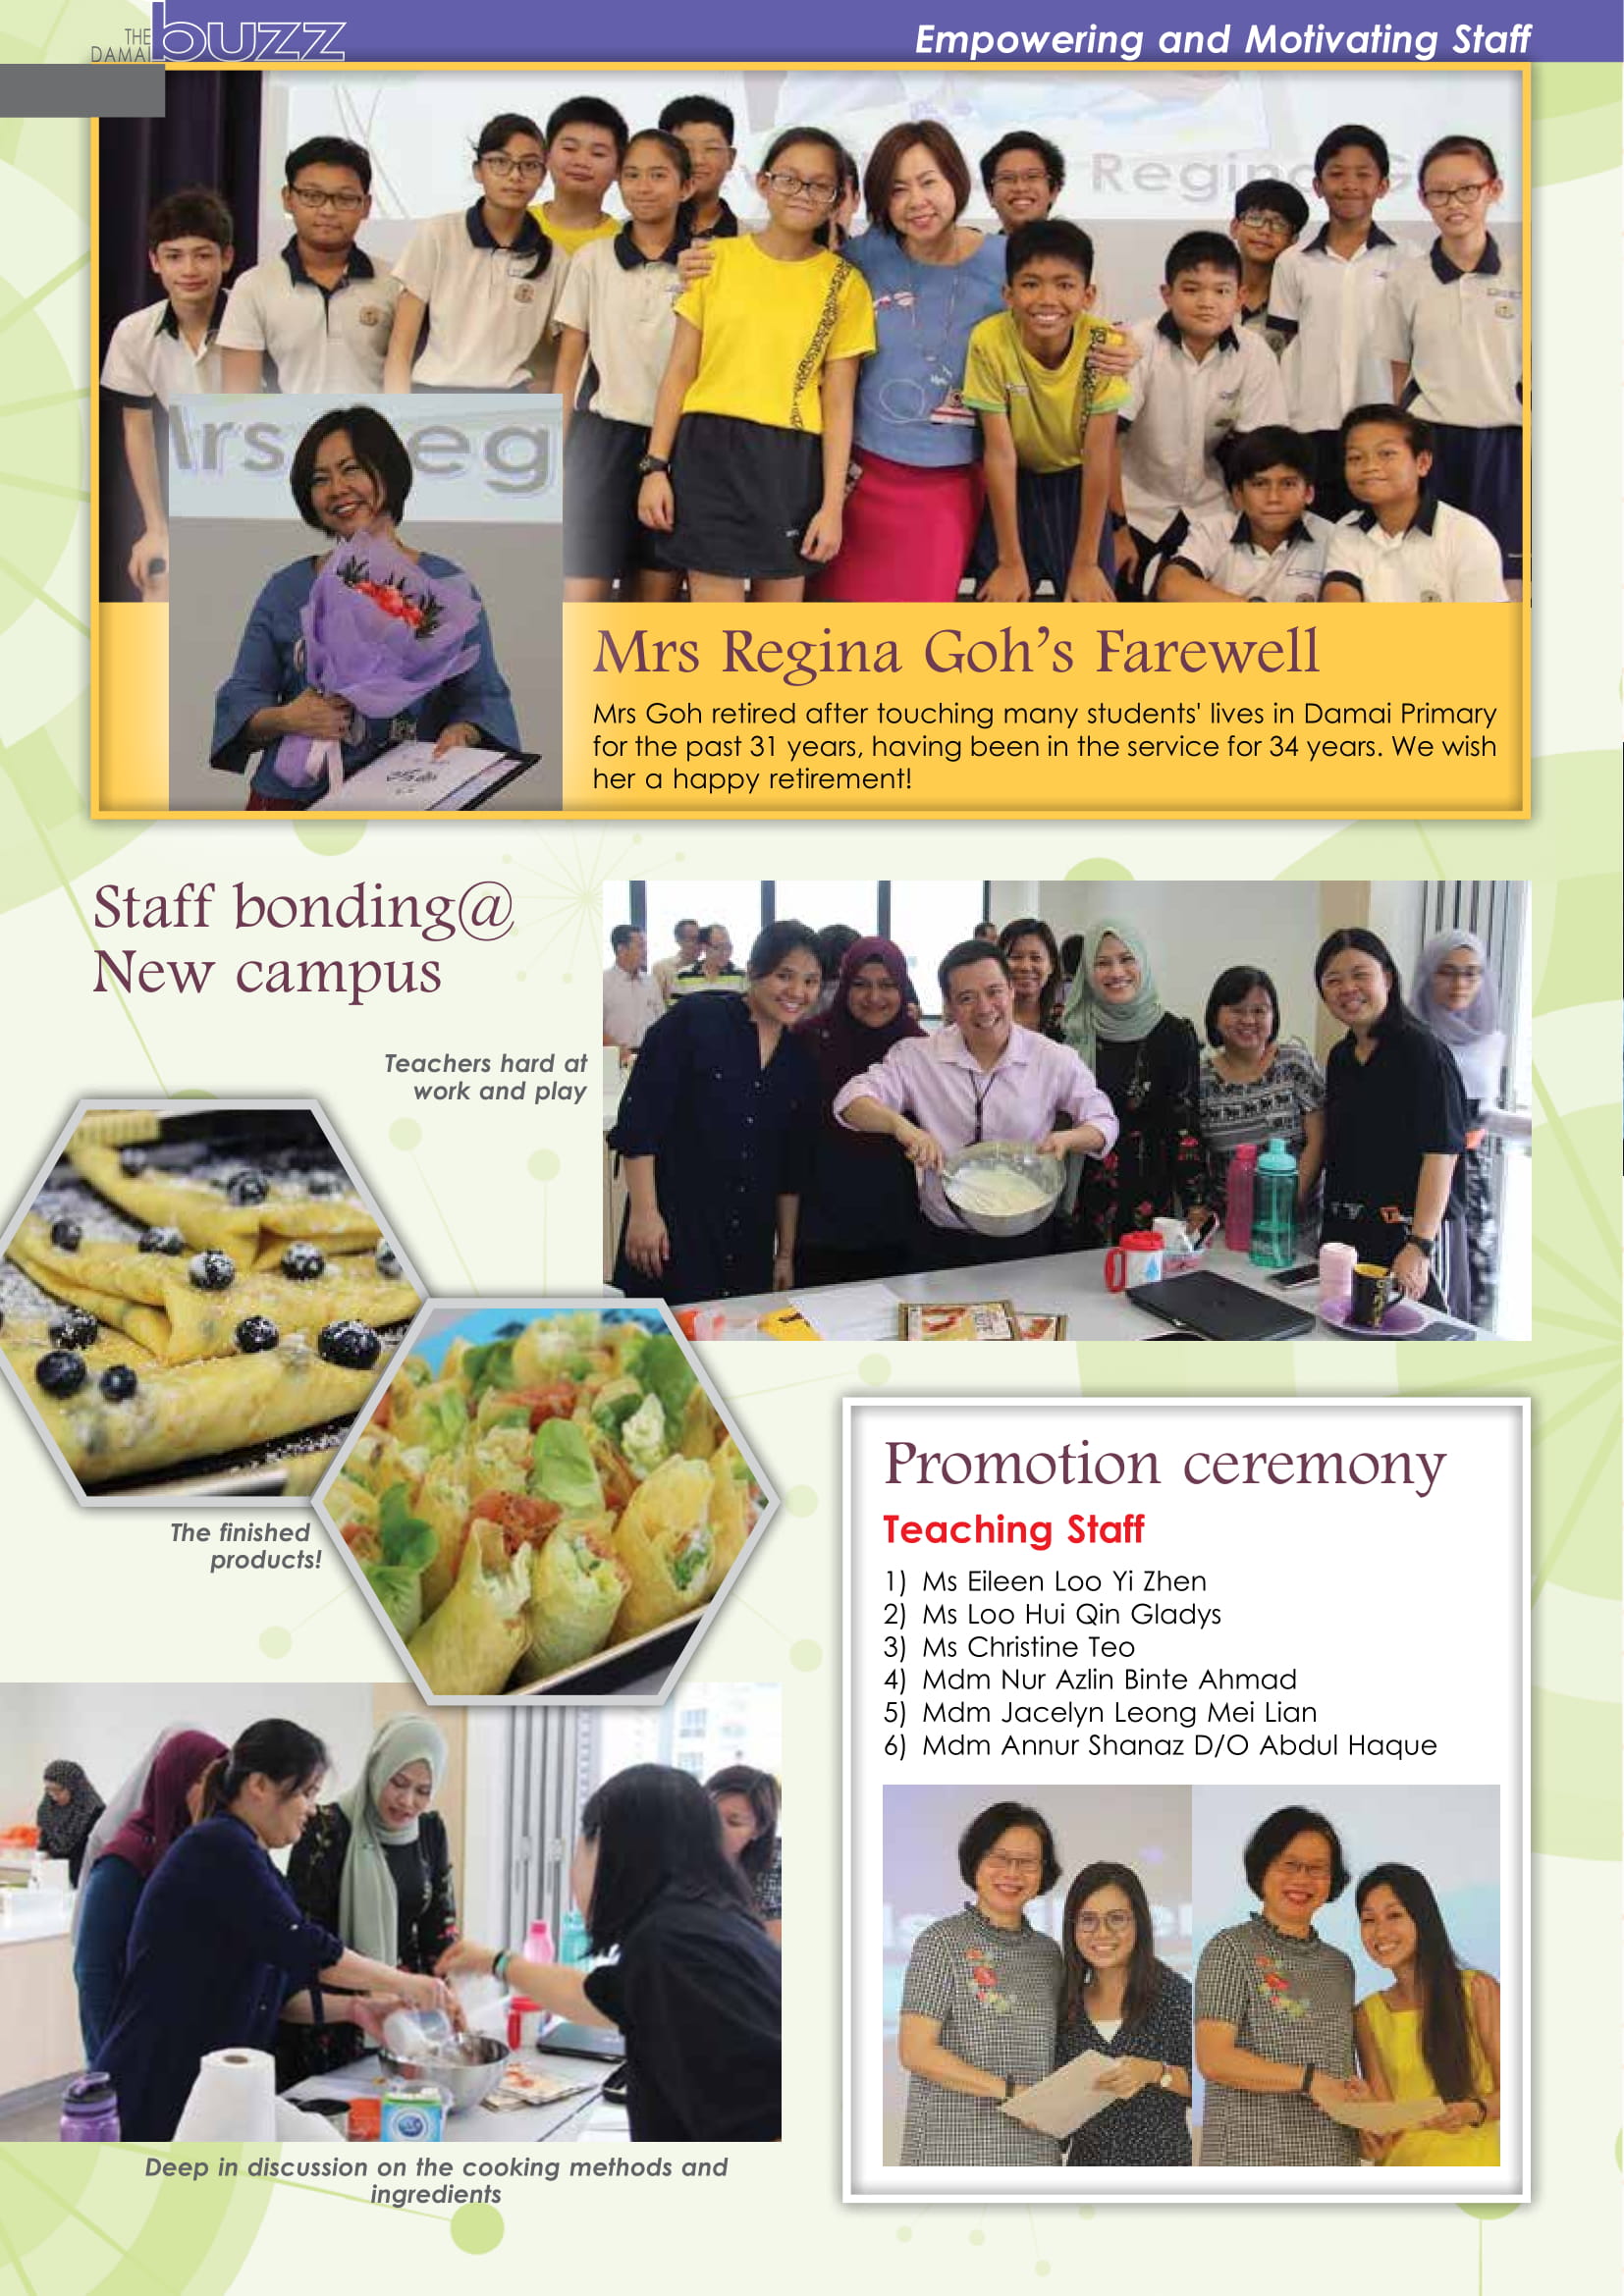 THE
DAMAI
buzz
Empowering and Motivating Staff
Regina G
Mrs Regina Goh’s Farewell
Mrs Goh retired after touching many students' lives in Damai Primary
for the past 31 years, having been in the service for 34 years. We wish
her a happy retirement!
Staff bonding@
New campus
Teachers hard at
work and play
The finished
products!
Promotion ceremony
Teaching Staff
1) Ms Eileen Loo Yi Zhen
2) Ms Loo Hui Qin Gladys
3) Ms Christine Teo
4) Mdm Nur Azlin Binte Ahmad
5) Mdm Jacelyn Leong Mei Lian
6) Mdm Annur Shanaz D/O Abdul Haque
Deep in discussion on the cooking methods and
ingredients